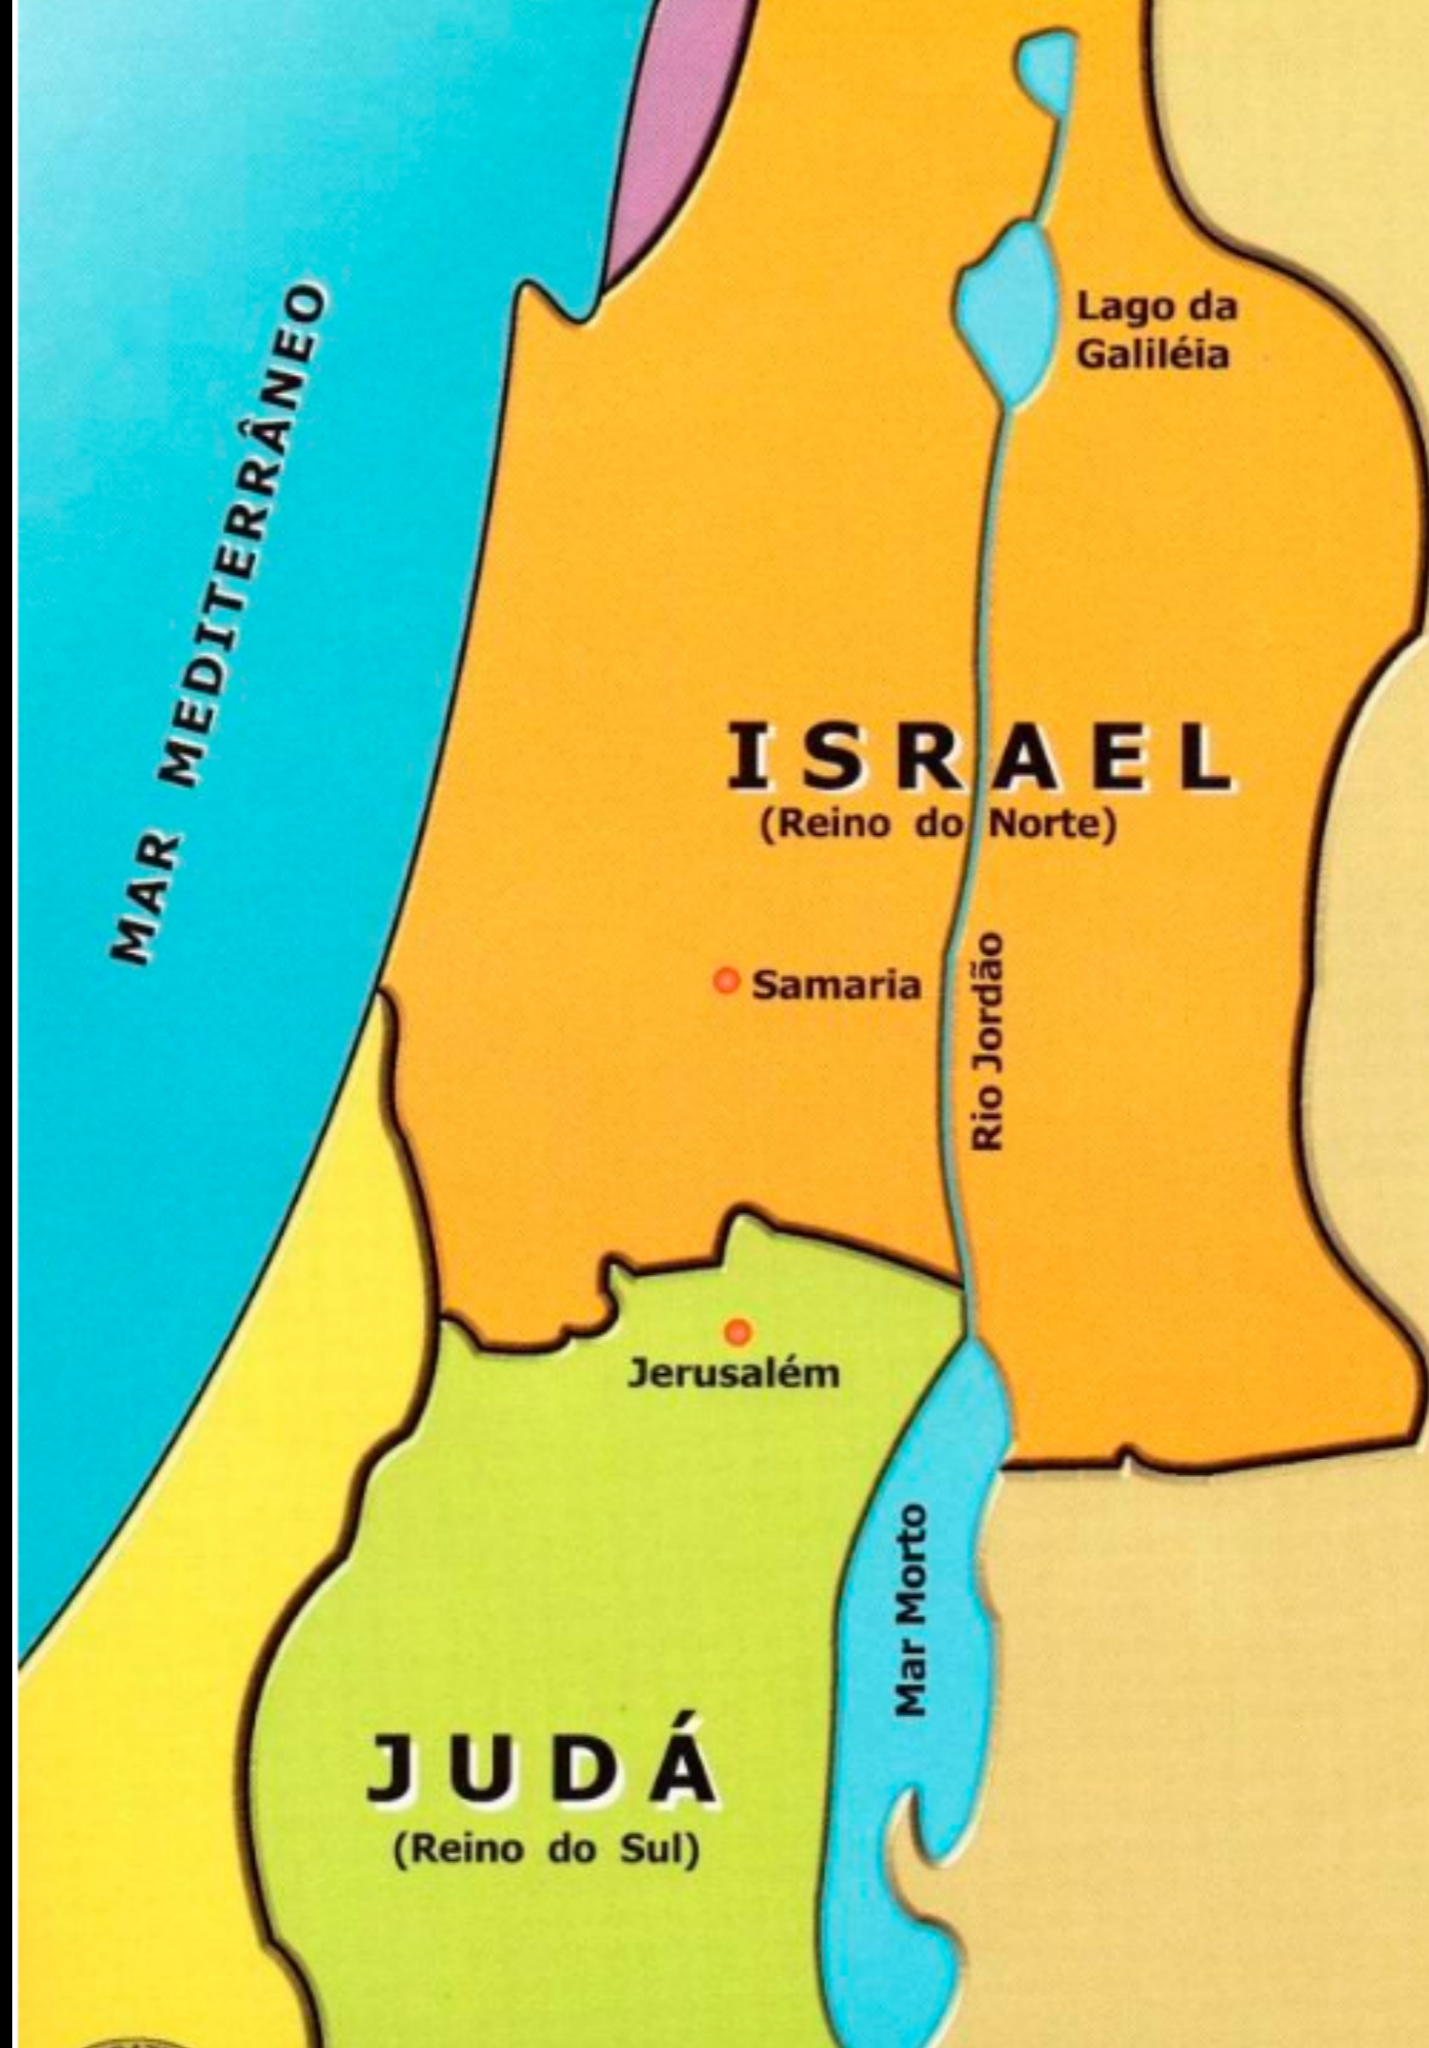 MAR MEDITERRÂNEO
Lago da
Galiléia
ISRAEL
(Reino do Norte)
Samaria
Rio Jordão
Jerusalém
Mar Morto
JUDÁ
(Reino do Sul)